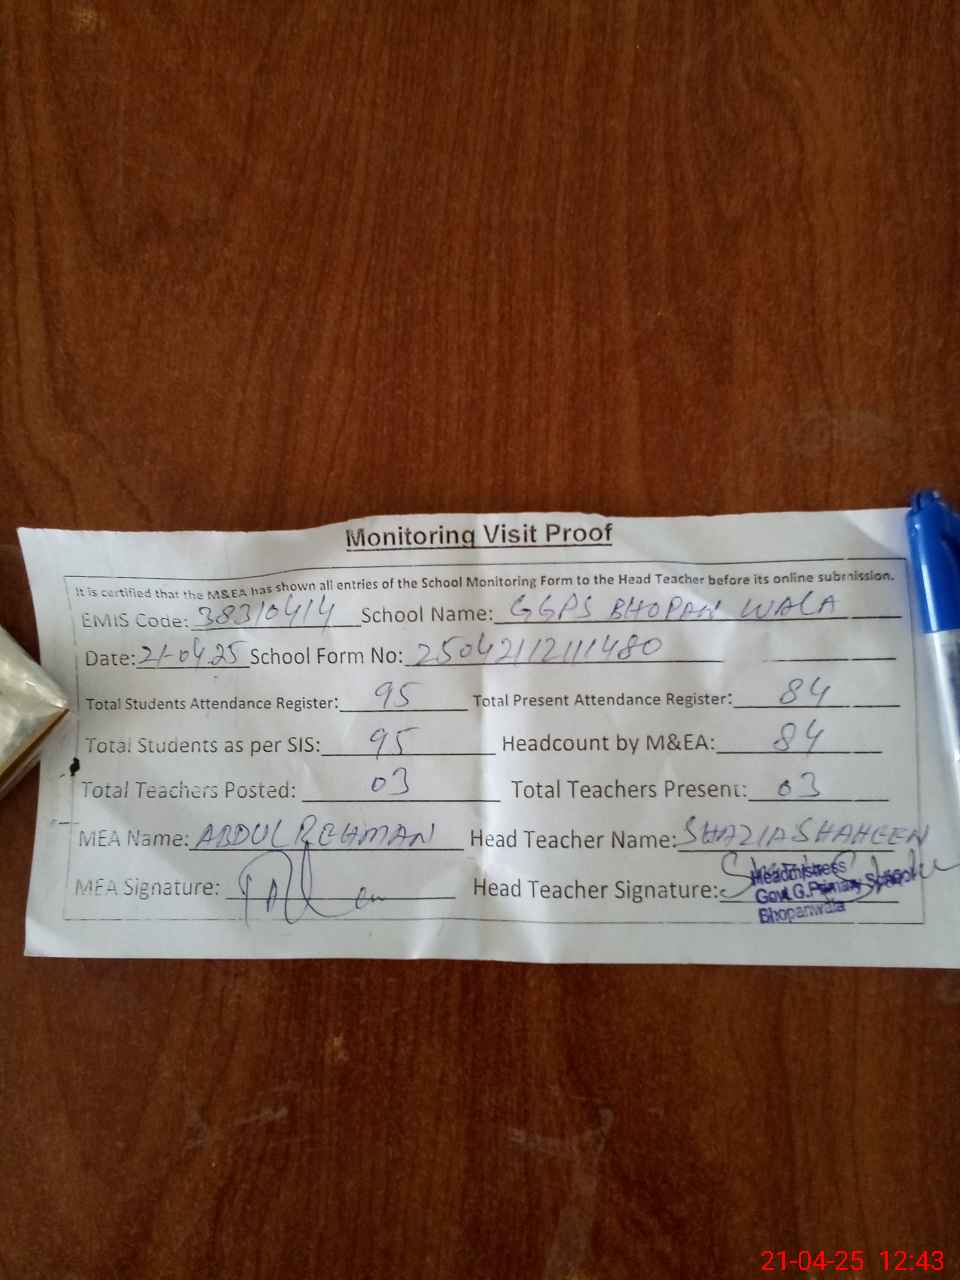 Monitoring Visit Proof
It is certified that the M&EA has shown all entries of the School Monitoring Form to the Head Teacher before its online submission.
EMIS Code: 38310414 School Name: GGPS BHOPAN WALA
Date: 21-04.25 School Form No: 25042112111480
Total Students Attendance Register: 95 Total Present Attendance Register: 84
Total Students as per SIS: 95 Headcount by M&EA: 84
Total Teachers Posted: 03 Total Teachers Present: 03
MEA Name: ABDUL REHMAN Head Teacher Name: SHAZIA SHAHEEN
MEA Signature: Head Teacher Signature:
Headmistress
Govt. G. Primary School
Bhopanwala
21-04-25 12:43